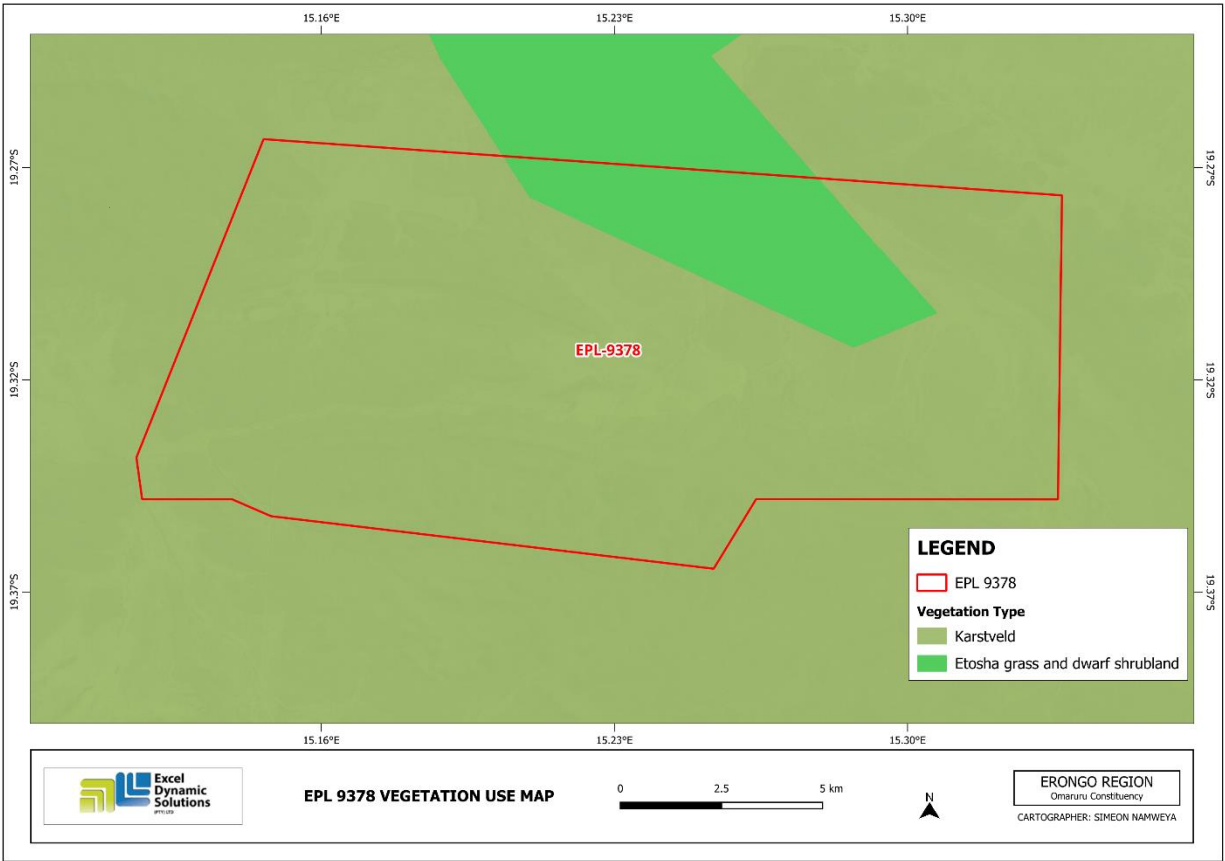 15.16°E
15.23°E
15.30°E
19.27°S
19.27°S
EPL-9378
19.32°S
19.32°S
19.37°S
19.37°S
LEGEND
EPL 9378
Vegetation Type
Karstveld
Etosha grass and dwarf shrubland
15.16°E
15.23°E
15.30°E
Excel
Dynamic
Solutions
(PTY) LTD
EPL 9378 VEGETATION USE MAP
0 2.5 5 km
N
ERONGO REGION
Omaruru Constituency
CARTOGRAPHER: SIMEON NAMWEYA